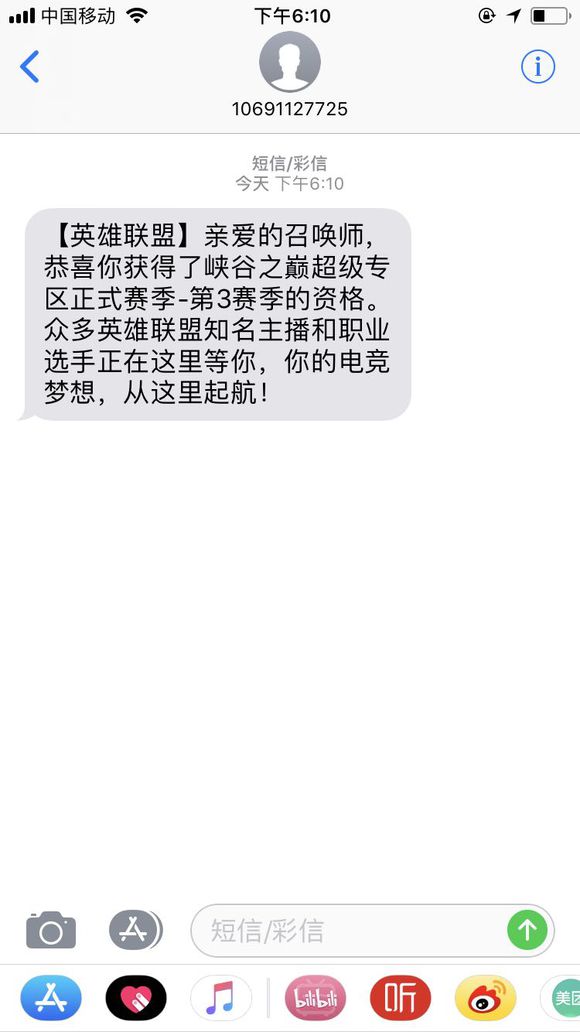 中国移动 下午6:10
10691127725
短信/彩信
今天 下午6:10
【英雄联盟】亲爱的召唤师，
恭喜你获得了峡谷之巅超级专
区正式赛季-第3赛季的资格。
众多英雄联盟知名主播和职业
选手正在这里等你，你的电竞
梦想，从这里起航！
短信/彩信
bilibili 听 美团